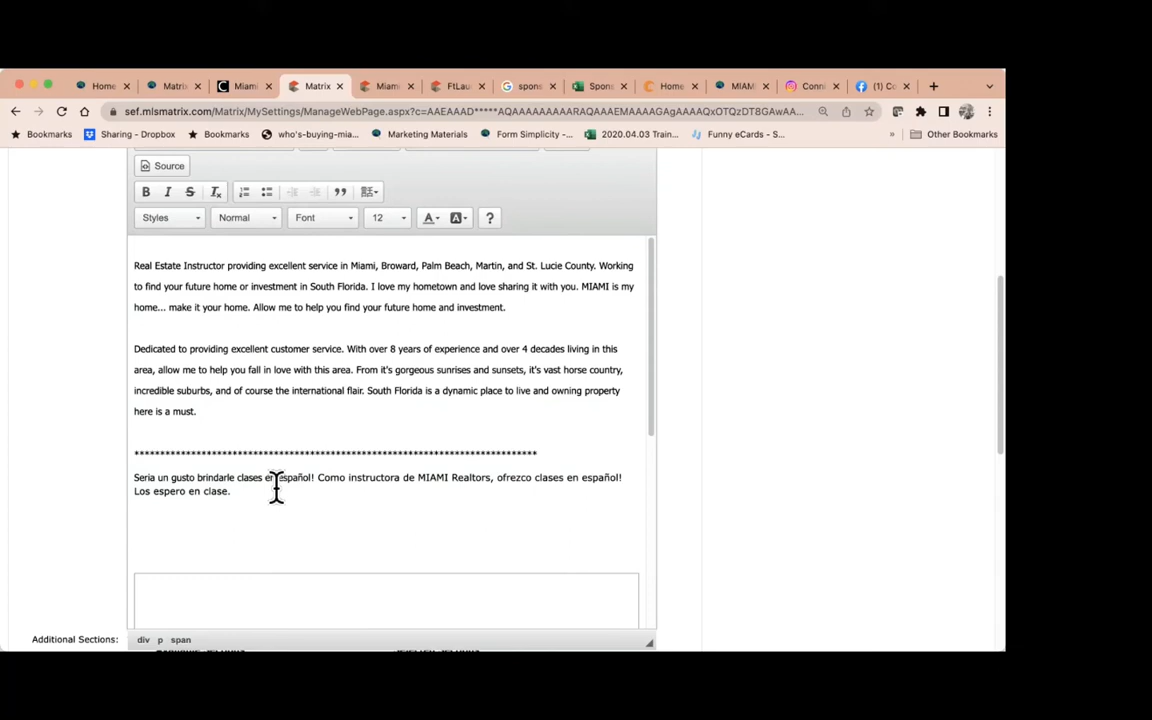 Home
Matrix
Miami
Matrix
Miami
FtLau
spons
Spons
Home
MIAMI
Conni
(1) Co
sef.mlsmatrix.com/Matrix/MySettings/ManageWebPage.aspx?c=AAEAAAD*****AQAAAAAAAAARAQAAAEMAAAAGAgAAAAQxOTQzDT8GAwAA...
Bookmarks
Sharing - Dropbox
Bookmarks
who's-buying-mia...
Marketing Materials
Form Simplicity -...
2020.04.03 Train...
Funny eCards - S...
»
Other Bookmarks
Source
B I S Tx
Styles
Normal
Font
12
A
A
?
Real Estate Instructor providing excellent service in Miami, Broward, Palm Beach, Martin, and St. Lucie County. Working
to find your future home or investment in South Florida. I love my hometown and love sharing it with you. MIAMI is my
home... make it your home. Allow me to help you find your future home and investment.
Dedicated to providing excellent customer service. With over 8 years of experience and over 4 decades living in this
area, allow me to help you fall in love with this area. From it's gorgeous sunrises and sunsets, it's vast horse country,
incredible suburbs, and of course the international flair. South Florida is a dynamic place to live and owning property
here is a must.
******************************************************************************
Seria un gusto brindarle clases en español! Como instructora de MIAMI Realtors, ofrezco clases en español!
Los espero en clase.
Additional Sections:
div p span